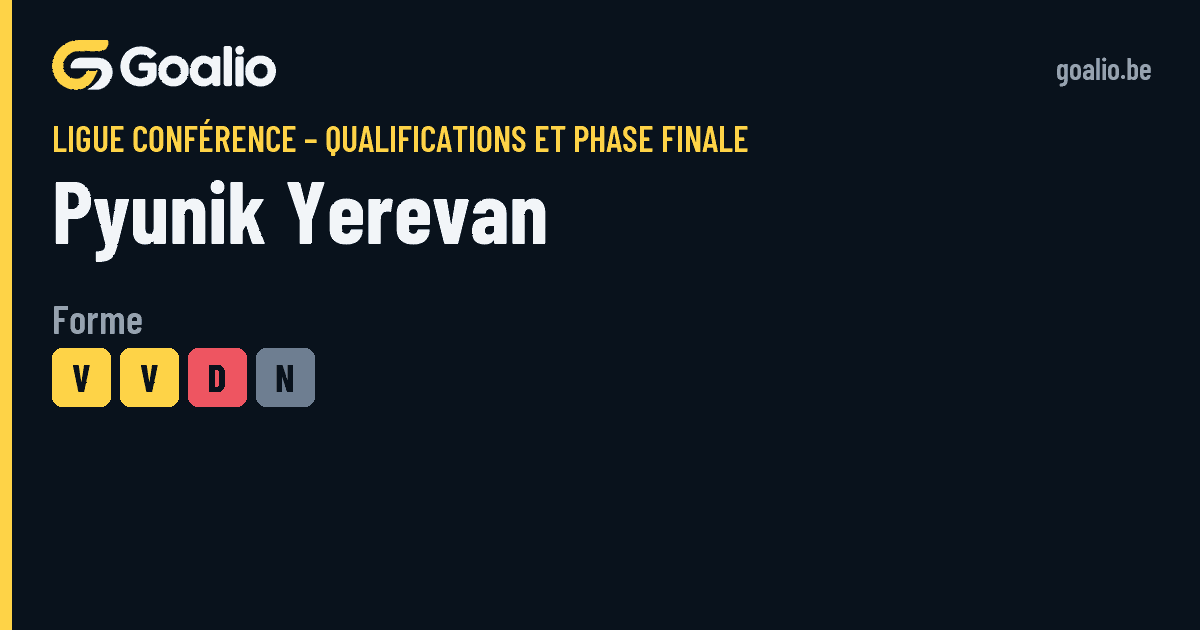 Goalio
goalio.be
LIGUE CONFÉRENCE – QUALIFICATIONS ET PHASE FINALE
Pyunik Yerevan
Forme
V V D N